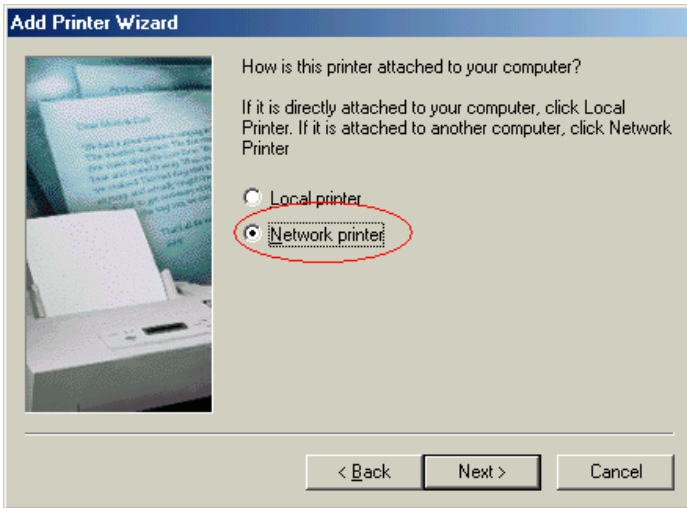 Add Printer Wizard
How is this printer attached to your computer?
If it is directly attached to your computer, click Local
Printer. If it is attached to another computer, click Network
Printer
Local printer
Network printer
< Back
Next >
Cancel